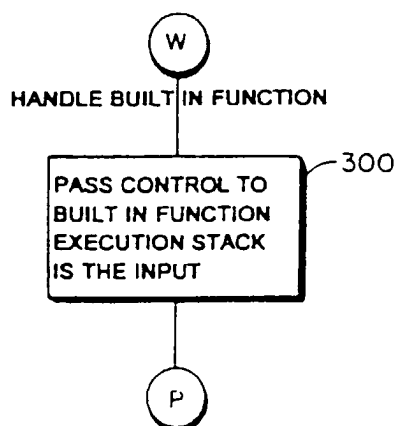 W
HANDLE BUILT IN FUNCTION
300
PASS CONTROL TO
BUILT IN FUNCTION
EXECUTION STACK
IS THE INPUT
P